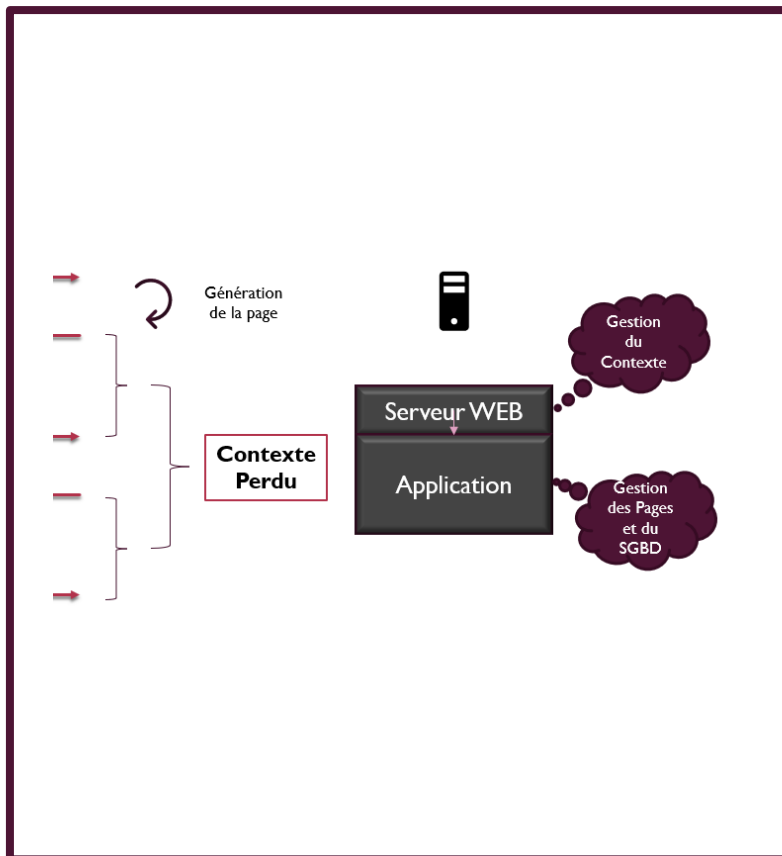 Génération
de la page
Gestion
du
Contexte
Serveur WEB
Contexte
Perdu
Application
Gestion
des Pages
et du
SGBD